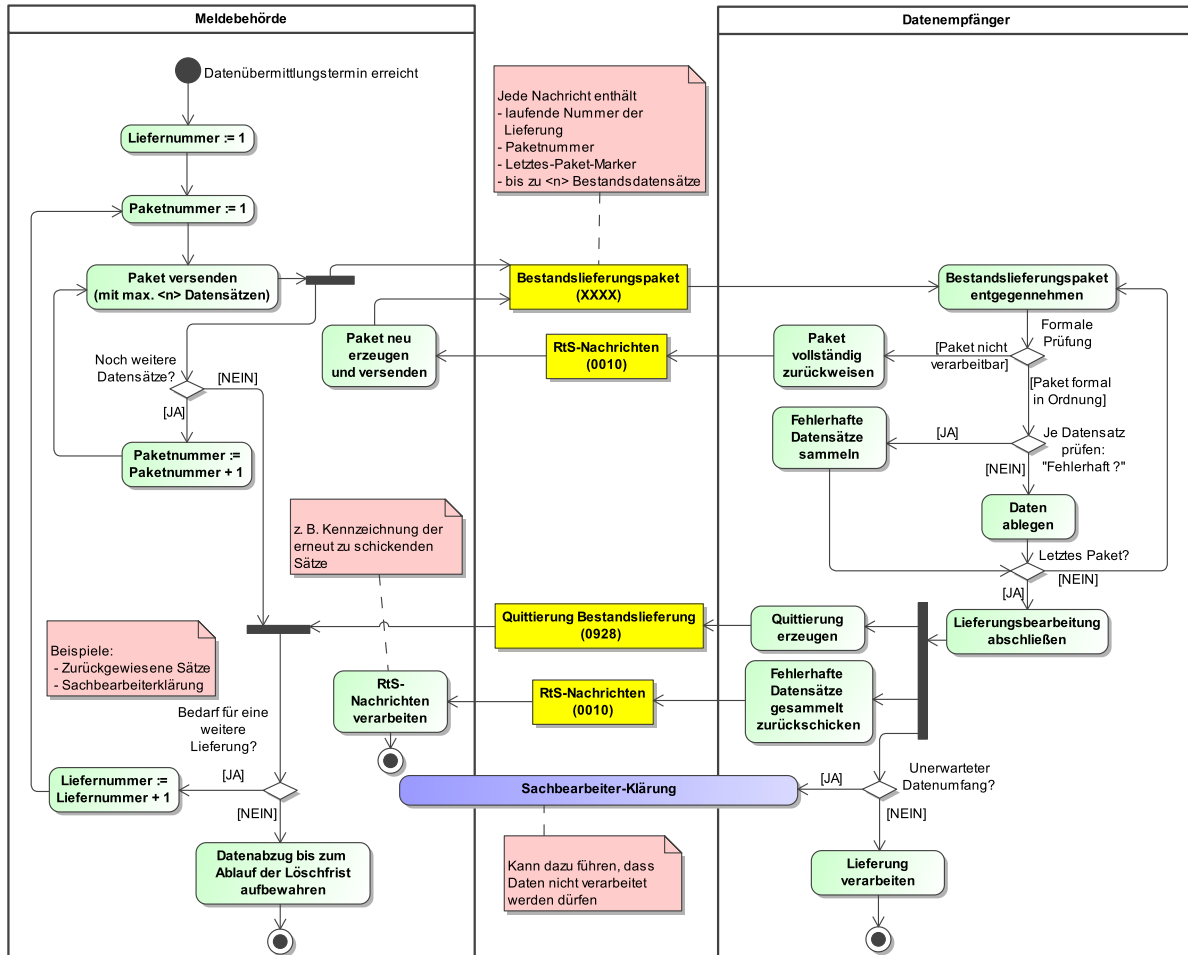 Meldebehörde
Datenempfänger
Datenübermittlungstermin erreicht
Liefernummer := 1
Paketnummer := 1
Paket versenden
(mit max. <n> Datensätzen)
Noch weitere
Datensätze?
[NEIN]
[JA]
Paketnummer :=
Paketnummer + 1
Jede Nachricht enthält
- laufende Nummer der
Lieferung
- Paketnummer
- Letztes-Paket-Marker
- bis zu <n> Bestandsdatensätze
Bestandslieferungspaket
(XXXX)
Paket neu
erzeugen
und versenden
RtS-Nachrichten
(0010)
Paket
vollständig
zurückweisen
[Paket nicht
verarbeitbar]
Bestandslieferungspaket
entgegennehmen
Formale
Prüfung
[Paket formal
in Ordnung]
Fehlerhafte
Datensätze
sammeln
[JA]
Je Datensatz
prüfen:
"Fehlerhaft ?"
[NEIN]
Daten
ablegen
Letztes Paket?
[NEIN]
[JA]
Lieferungsbearbeitung
abschließen
z. B. Kennzeichnung der
erneut zu schickenden
Sätze
Quittierung Bestandslieferung
(0928)
Quittierung
erzeugen
Beispiele:
- Zurückgewiesene Sätze
- Sachbearbeiterklärung
RtS-
Nachrichten
verarbeiten
RtS-Nachrichten
(0010)
Fehlerhafte
Datensätze
gesammelt
zurückschicken
Bedarf für eine
weitere
Lieferung?
[JA]
Liefernummer :=
Liefernummer + 1
[NEIN]
Sachbearbeiter-Klärung
[JA]
Unerwarteter
Datenumfang?
[NEIN]
Datenabzug bis zum
Ablauf der Löschfrist
aufbewahren
Kann dazu führen, dass
Daten nicht verarbeitet
werden dürfen
Lieferung
verarbeiten